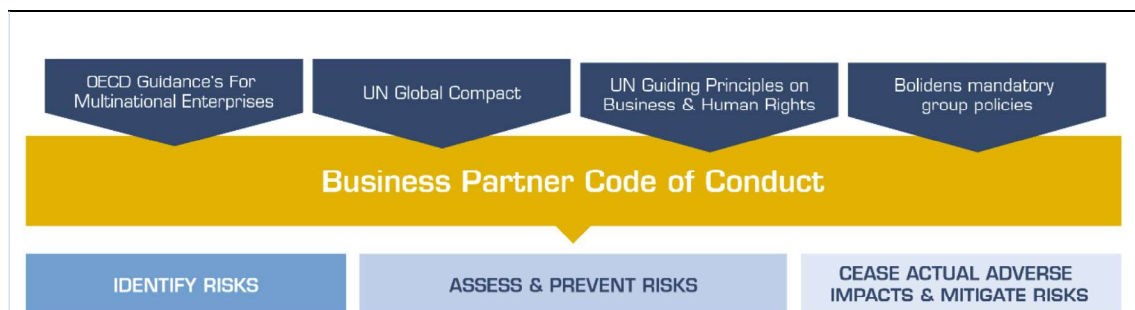 OECD Guidance's For
Multinational Enterprises
UN Global Compact
UN Guiding Principles on
Business & Human Rights
Bolidens mandatory
group policies
Business Partner Code of Conduct
IDENTIFY RISKS
ASSESS & PREVENT RISKS
CEASE ACTUAL ADVERSE
IMPACTS & MITIGATE RISKS